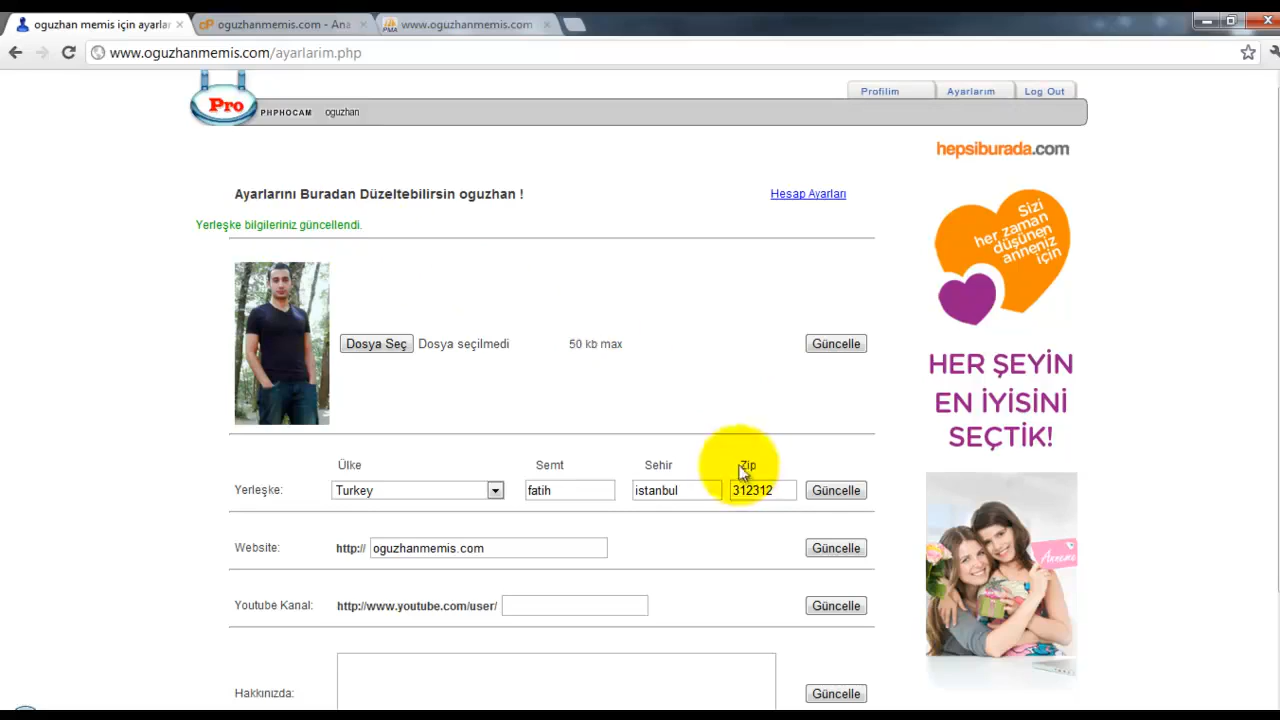 oguzhan memis için ayarlar
oguzhanmemis.com - Ana
www.oguzhanmemis.com
www.oguzhanmemis.com/ayarlarim.php
Pro
PHPHOCAM
oguzhan
Profilim
Ayarlarım
Log Out
hepsiburada.com
Ayarlarını Buradan Düzeltebilirsin oguzhan !
Hesap Ayarları
Yerleşke bilgileriniz güncellendi.
Sizi
her zaman
düşünen
anneniz
için
Dosya Seç
Dosya seçilmedi
50 kb max
Güncelle
HER ŞEYİN
EN İYİSİNİ
SEÇTİK!
Ülke
Semt
Sehir
Zip
Yerleşke:
Turkey
fatih
istanbul
312312
Güncelle
Website:
http://
oguzhanmemis.com
Güncelle
Anneme
Youtube Kanal:
http://www.youtube.com/user/
Güncelle
Hakkınızda:
Güncelle